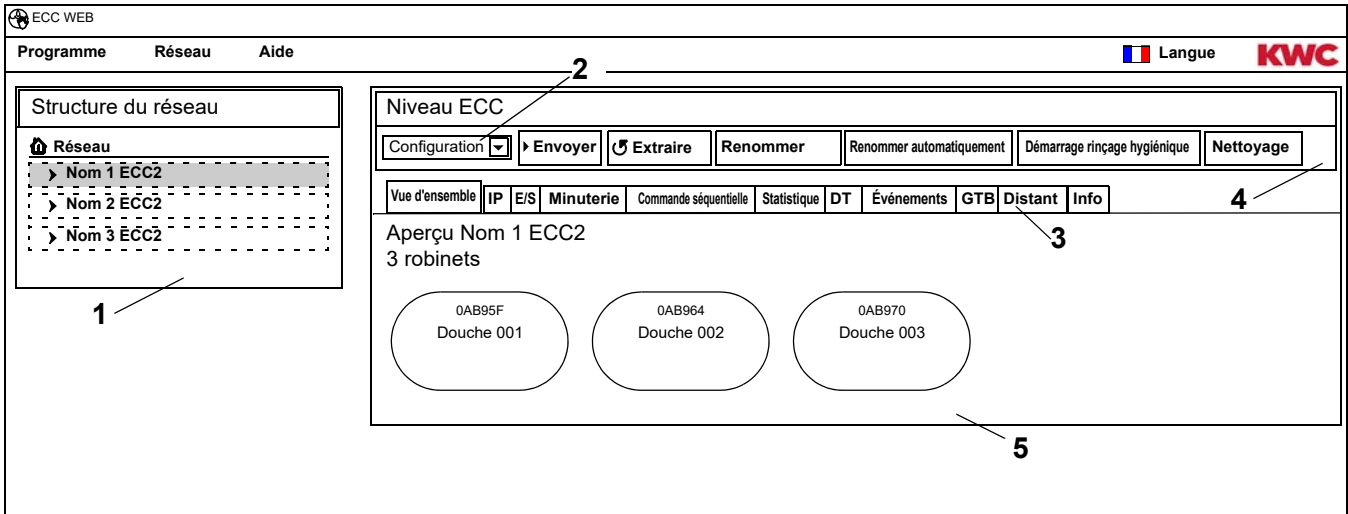 ECC WEB
Programme Réseau Aide Langue KWC
2
Structure du réseau
Réseau
Nom 1 ECC2
Nom 2 ECC2
Nom 3 ECC2
1
Niveau ECC
Configuration Envoyer Extraire Renommer Renommer automatiquement Démarrage rinçage hygiénique Nettoyage
4
Vue d'ensemble IP E/S Minuterie Commande séquentielle Statistique DT Événements GTB Distant Info
3
Aperçu Nom 1 ECC2
3 robinets
0AB95F
Douche 001
0AB964
Douche 002
0AB970
Douche 003
5